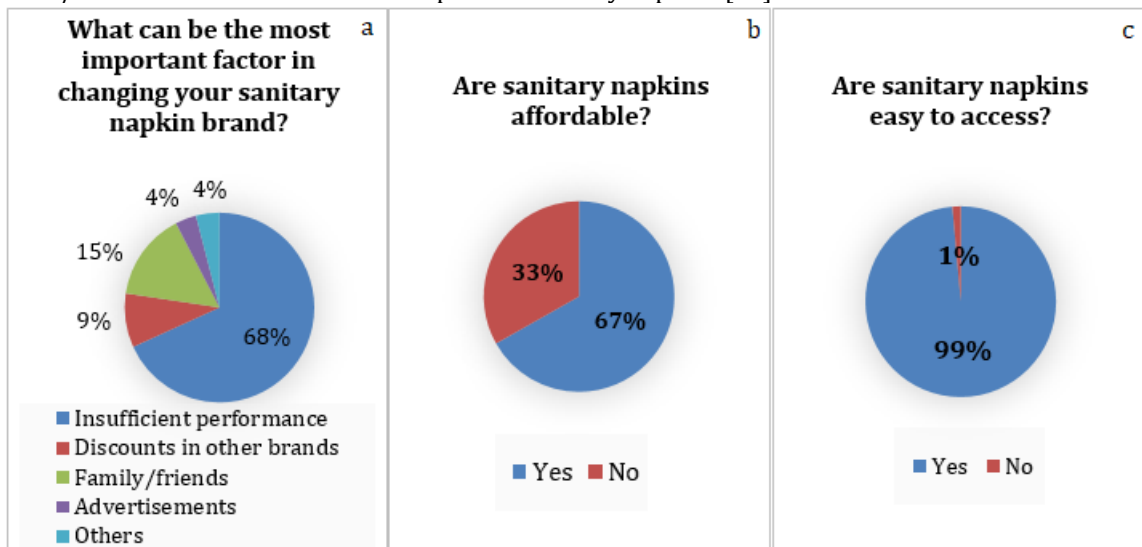 What can be the most
important factor in
changing your sanitary
napkin brand?
a
4%
4%
15%
9%
68%
Insufficient performance
Discounts in other brands
Family/friends
Advertisements
Others
b
Are sanitary napkins
affordable?
33%
67%
Yes No
c
Are sanitary napkins
easy to access?
1%
99%
Yes No